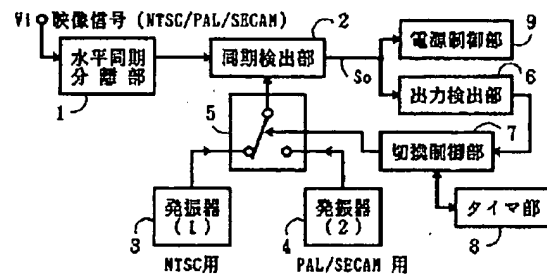 Vi 映像信号 (NTSC/PAL/SECAM)
水平同期
分離部
1
同期検出部
2
So
電源制御部
9
出力検出部
6
5
切換制御部
7
発振器
(1)
3
NTSC用
発振器
(2)
4
PAL/SECAM 用
タイマ部
8